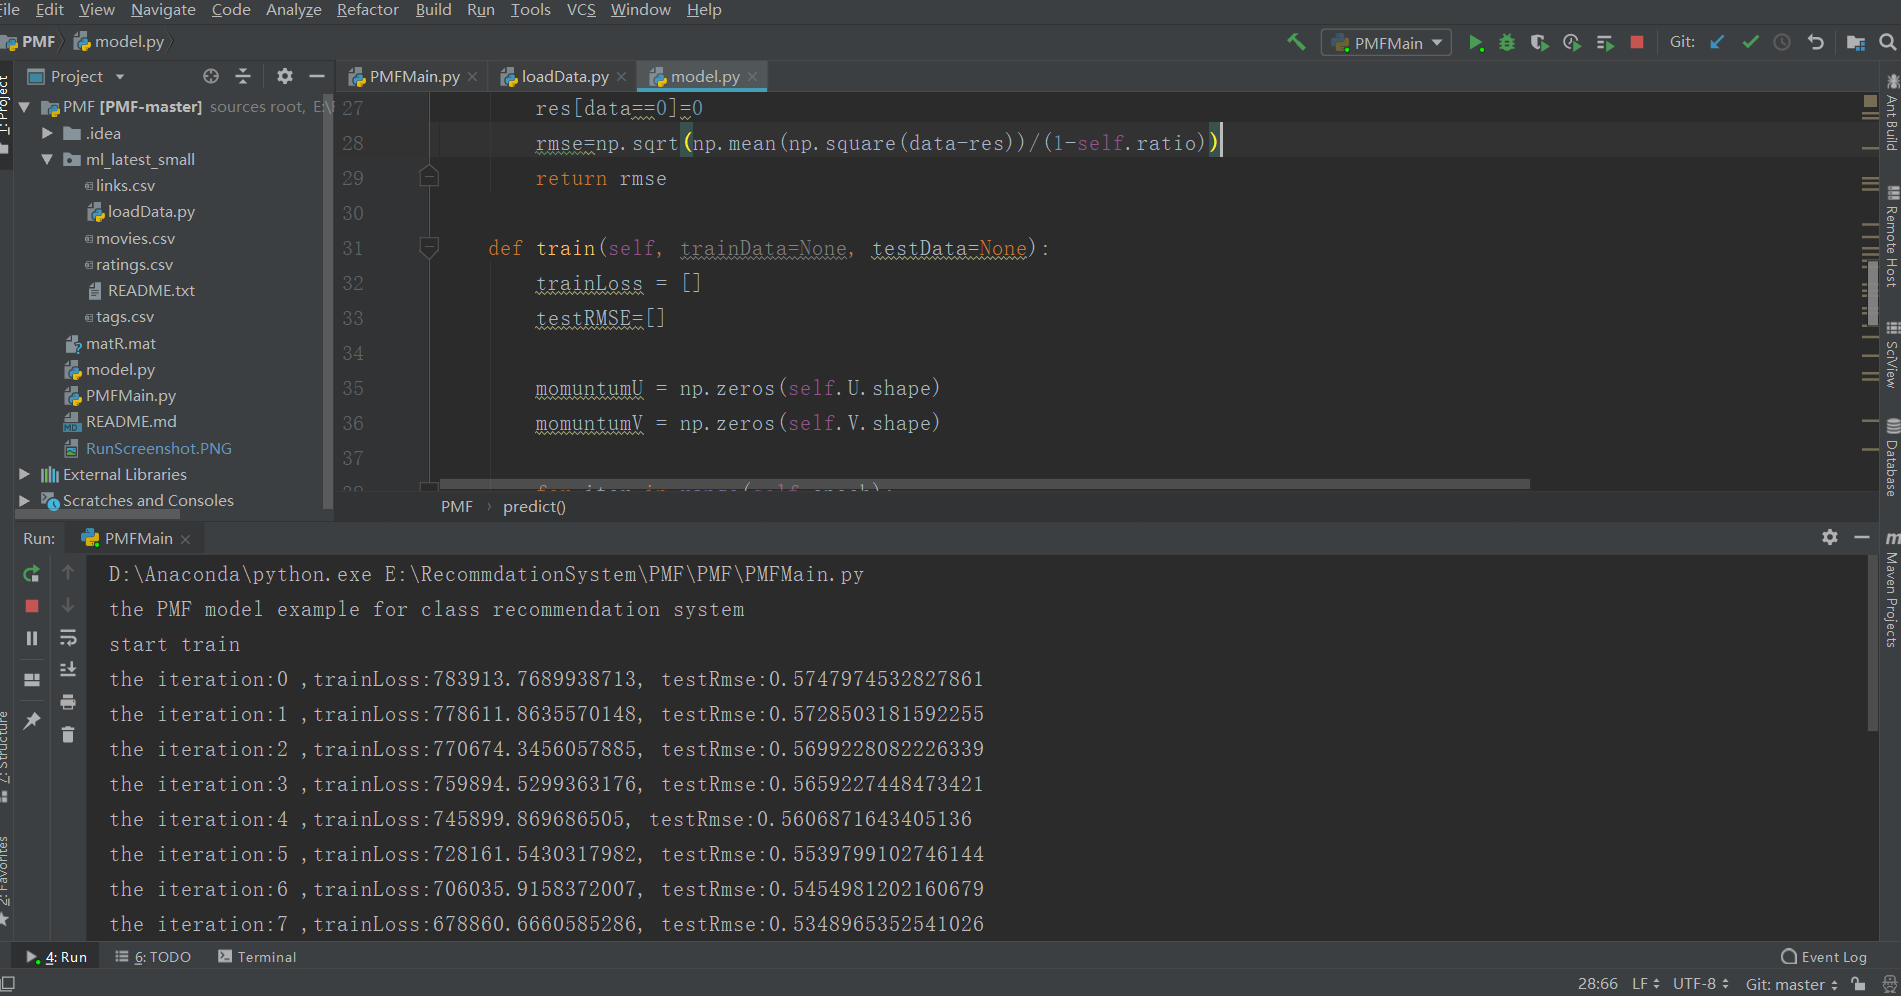 File Edit View Navigate Code Analyze Refactor Build Run Tools VCS Window Help
PMF model.py
PMFMain Git:
1: Project
Project
PMFMain.py loadData.py model.py
PMF [PMF-master] sources root, E:\
.idea
ml_latest_small
links.csv
loadData.py
movies.csv
ratings.csv
README.txt
tags.csv
matR.mat
model.py
PMFMain.py
README.md
RunScreenshot.PNG
External Libraries
Scratches and Consoles
27 res[data==0]=0
28 rmse=np.sqrt(np.mean(np.square(data-res))/(1-self.ratio))
29 return rmse
30
31 def train(self, trainData=None, testData=None):
32 trainLoss = []
33 testRMSE=[]
34
35 momuntumU = np.zeros(self.U.shape)
36 momuntumV = np.zeros(self.V.shape)
37
38 for iter in range(self.epoch):
PMF predict()
Ant Build
Remote Host
SciView
Database
Maven Projects
Run: PMFMain
D:\Anaconda\python.exe E:\RecommdationSystem\PMF\PMF\PMFMain.py
the PMF model example for class recommendation system
start train
the iteration:0 ,trainLoss:783913.7689938713, testRmse:0.5747974532827861
the iteration:1 ,trainLoss:778611.8635570148, testRmse:0.5728503181592255
the iteration:2 ,trainLoss:770674.3456057885, testRmse:0.5699228082226339
the iteration:3 ,trainLoss:759894.5299363176, testRmse:0.5659227448473421
the iteration:4 ,trainLoss:745899.869686505, testRmse:0.5606871643405136
the iteration:5 ,trainLoss:728161.5430317982, testRmse:0.5539799102746144
the iteration:6 ,trainLoss:706035.9158372007, testRmse:0.5454981202160679
the iteration:7 ,trainLoss:678860.6660585286, testRmse:0.5348965352541026
7: Structure
2: Favorites
4: Run 6: TODO Terminal Event Log
28:66 LF UTF-8 Git: master